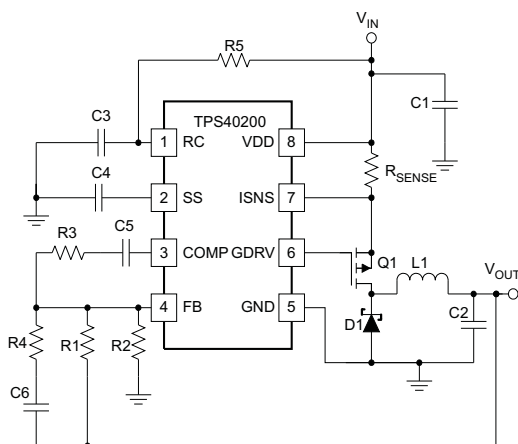 VIN
R5
C1
TPS40200
C3
1 RC VDD 8
RSENSE
C4
2 SS ISNS 7
R3
C5
3 COMP GDRV 6
Q1
L1
VOUT
4 FB GND 5
D1
C2
R4
R1
R2
C6